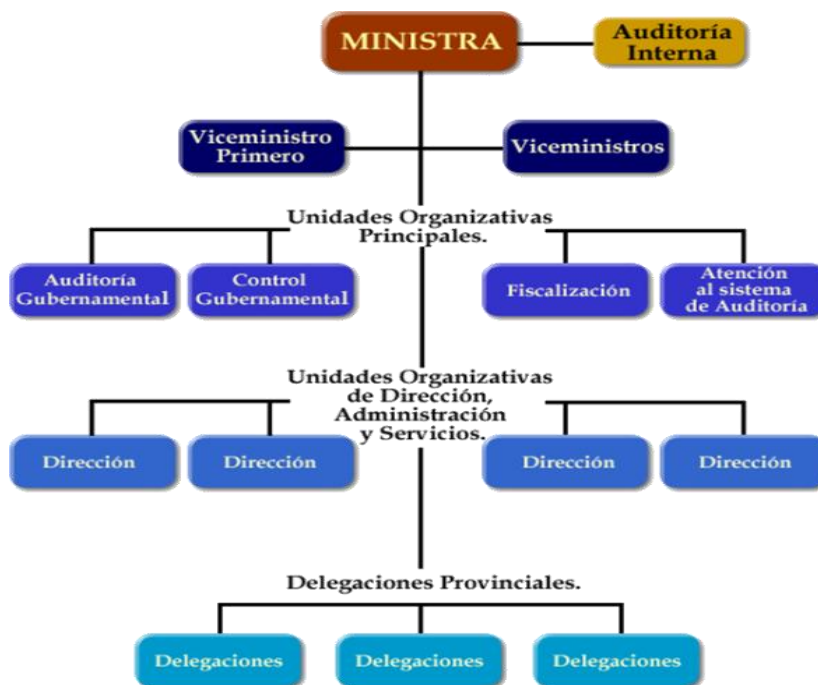 MINISTRA
Auditoría
Interna
Viceministro
Primero
Viceministros
Unidades Organizativas
Principales.
Auditoría
Gubernamental
Control
Gubernamental
Fiscalización
Atención
al sistema
de Auditoría
Unidades Organizativas
de Dirección,
Administración
y Servicios.
Dirección
Dirección
Dirección
Dirección
Delegaciones Provinciales.
Delegaciones
Delegaciones
Delegaciones